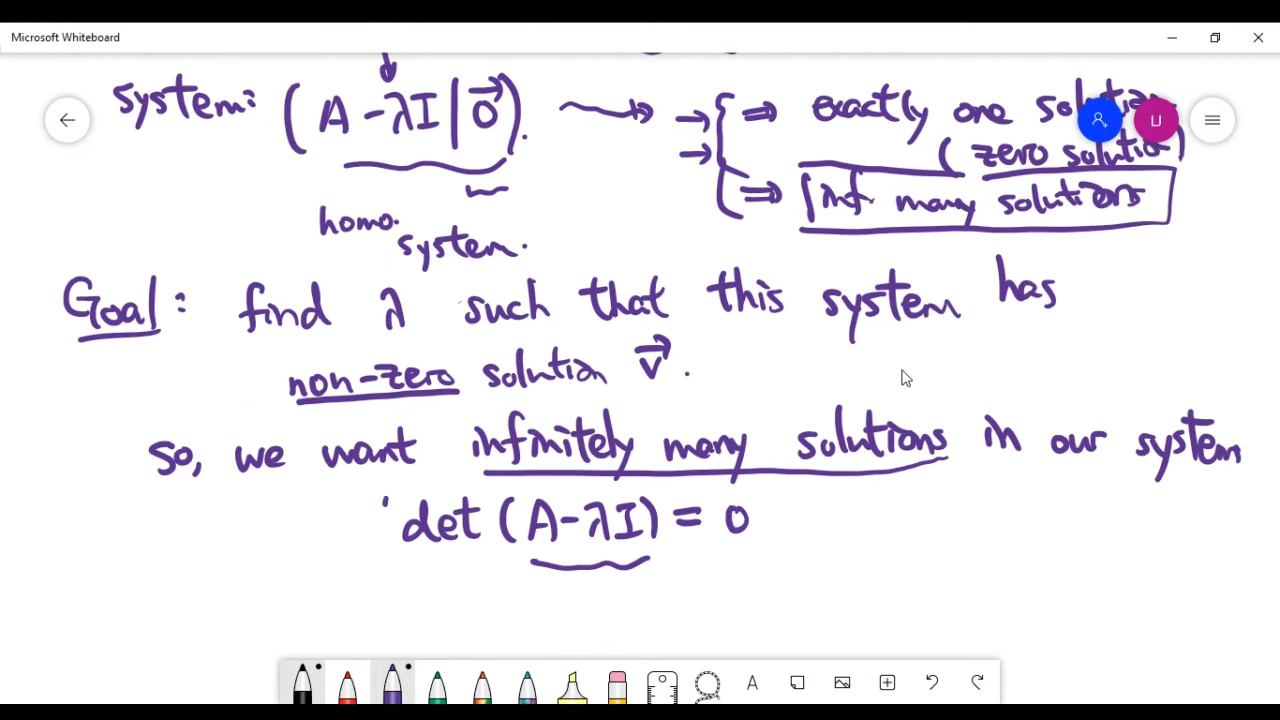 Microsoft Whiteboard
system: ( A - λI | 0⃗ ). → ⇒ exactly one solution
( zero solution )
⇒ inf many solutions
homo. system.
Goal: find λ such that this system has
non-zero solution v⃗ .
so, we want infinitely many solutions in our system
det ( A - λI ) = 0
U
A